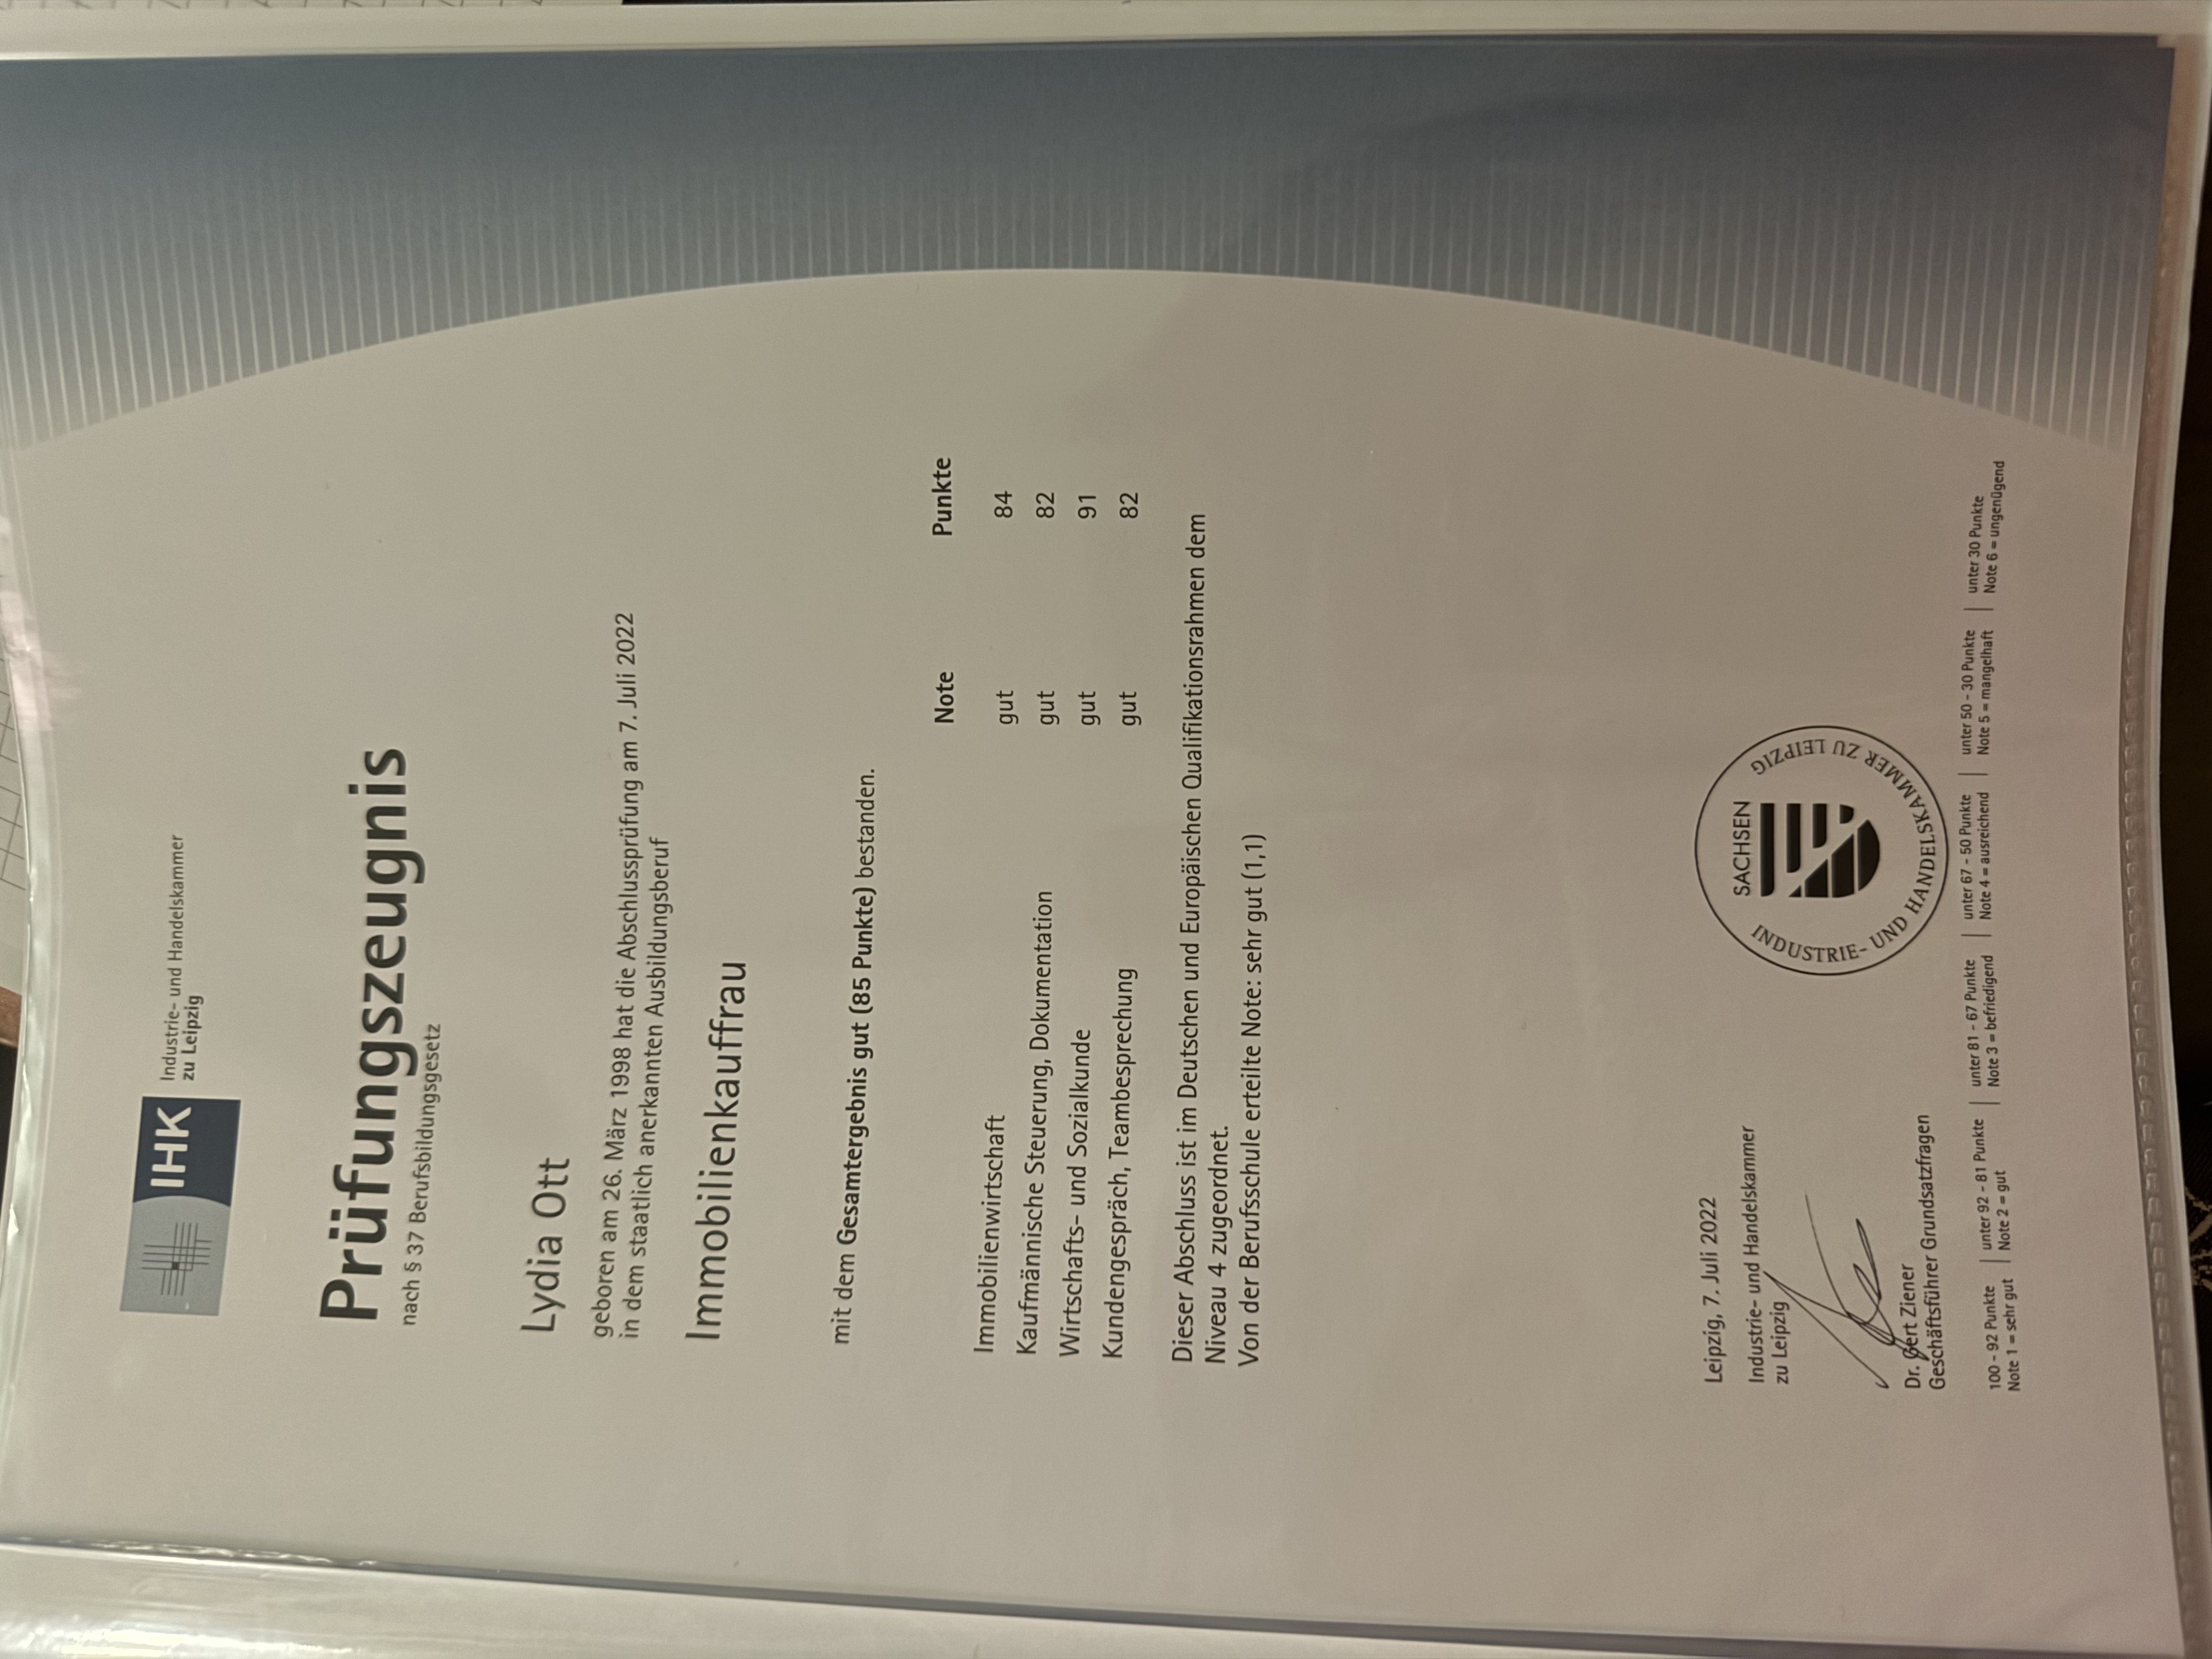 IHK
Industrie- und Handelskammer
zu Leipzig
Prüfungszeugnis
nach § 37 Berufsbildungsgesetz
Lydia Ott
geboren am 26. März 1998 hat die Abschlussprüfung am 7. Juli 2022
in dem staatlich anerkannten Ausbildungsberuf
Immobilienkauffrau
mit dem Gesamtergebnis gut (85 Punkte) bestanden.
Note Punkte
Immobilienwirtschaft gut 84
Kaufmännische Steuerung, Dokumentation gut 82
Wirtschafts- und Sozialkunde gut 91
Kundengespräch, Teambesprechung gut 82
Dieser Abschluss ist im Deutschen und Europäischen Qualifikationsrahmen dem
Niveau 4 zugeordnet.
Von der Berufsschule erteilte Note: sehr gut (1,1)
Leipzig, 7. Juli 2022
Industrie- und Handelskammer
zu Leipzig
Dr. Gert Ziener
Geschäftsführer Grundsatzfragen
SACHSEN
INDUSTRIE- UND HANDELSKAMMER ZU LEIPZIG
100 - 92 Punkte | unter 92 - 81 Punkte | unter 81 - 67 Punkte | unter 67 - 50 Punkte | unter 50 - 30 Punkte | unter 30 Punkte
Note 1 = sehr gut | Note 2 = gut | Note 3 = befriedigend | Note 4 = ausreichend | Note 5 = mangelhaft | Note 6 = ungenügend